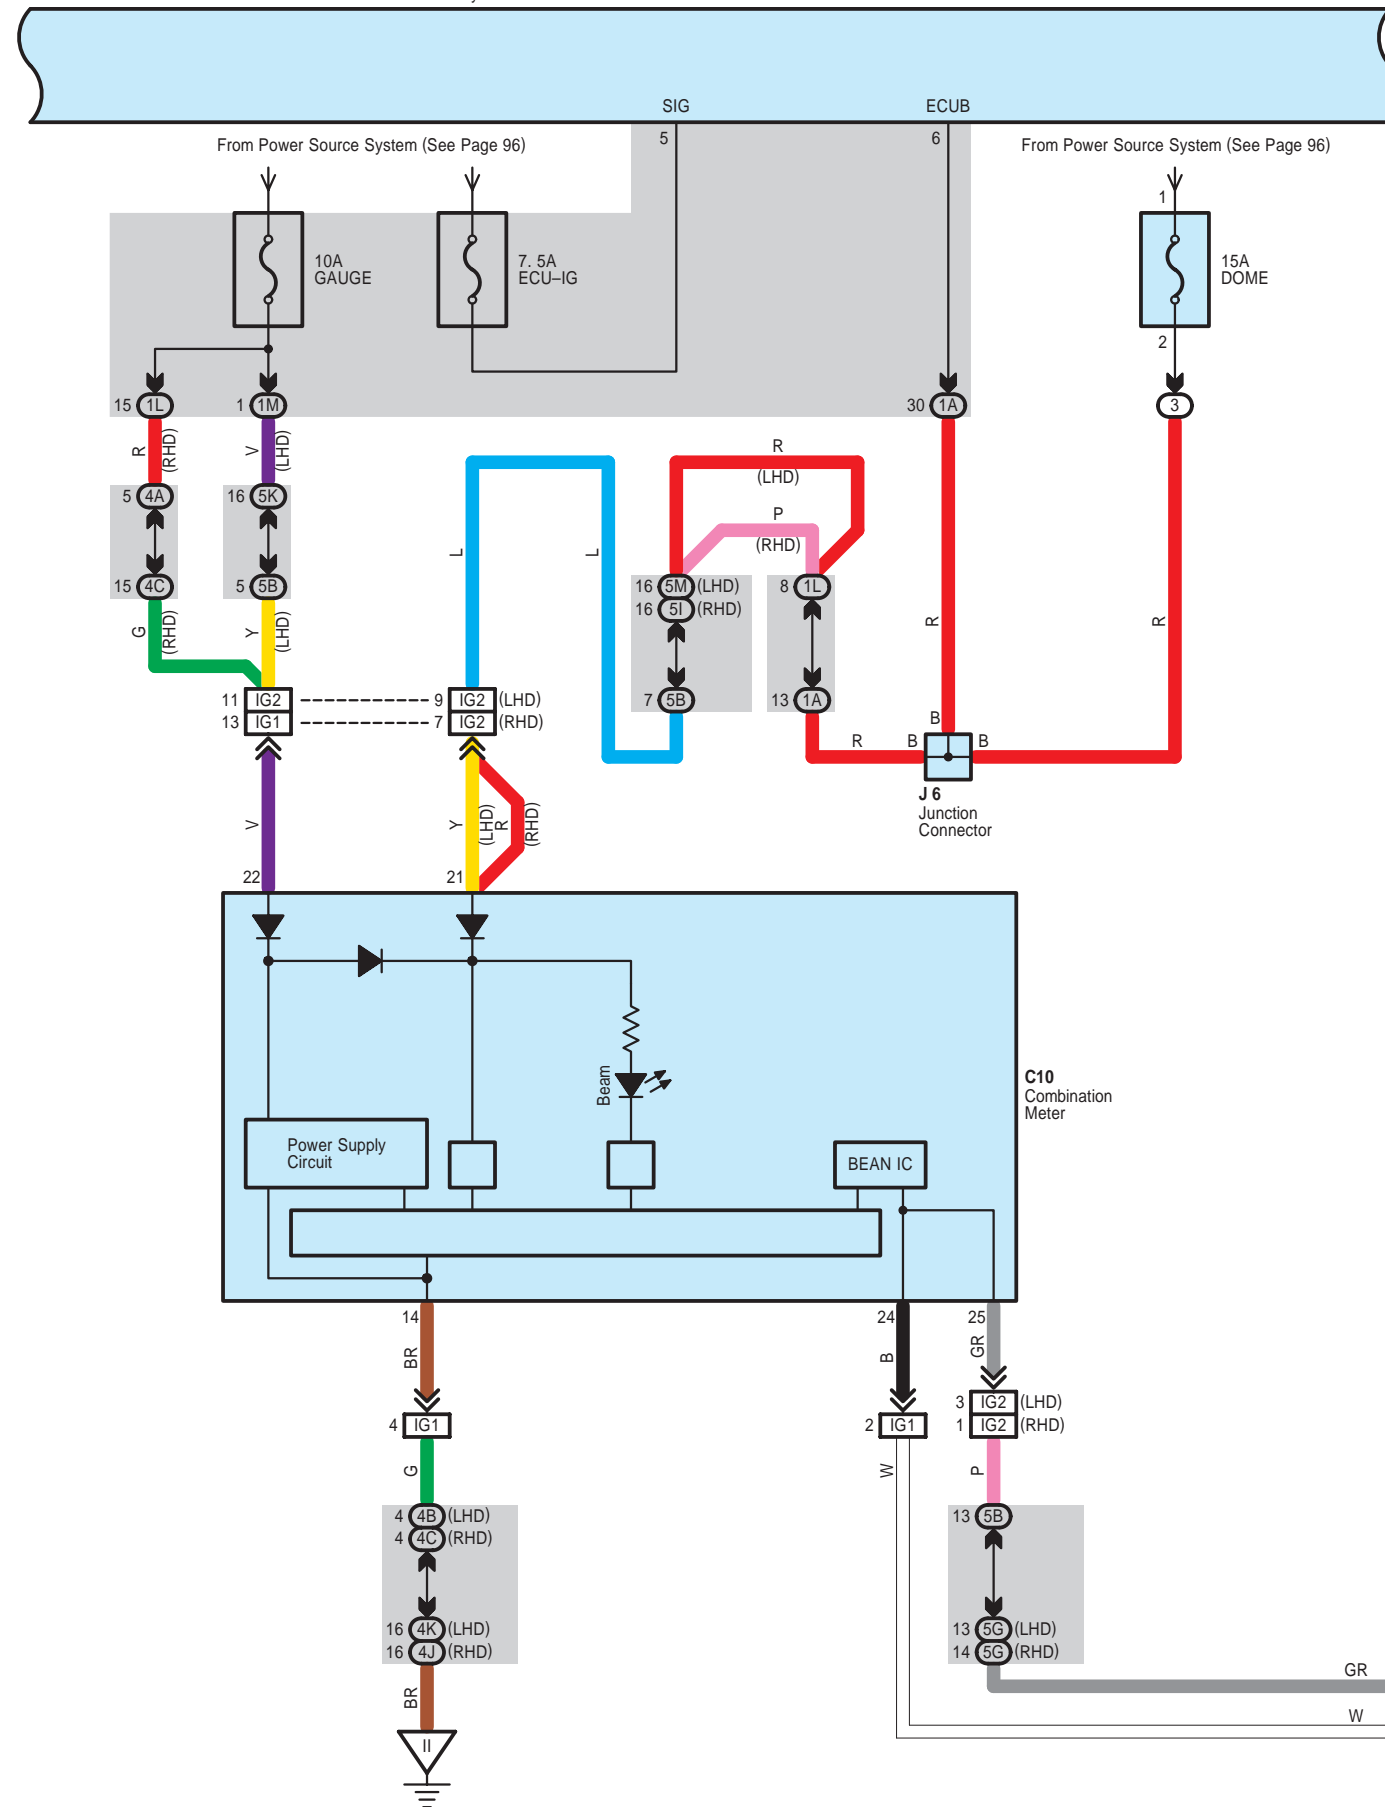 SIG
ECUB
5
6
From Power Source System (See Page 96)
From Power Source System (See Page 96)
1
10A
GAUGE
7. 5A
ECU–IG
15A
DOME
2
15 1L
1 1M
30 1A
3
R
(RHD)
V
(LHD)
R
(LHD)
P
(RHD)
5 4A
16 5K
L
L
15 4C
5 5B
16 5M (LHD)
16 5I (RHD)
8 1L
G
(RHD)
Y
(LHD)
R
R
11 IG2
9 IG2 (LHD)
13 IG1
7 IG2 (RHD)
7 5B
13 1A
B
R
B
B
J 6
Junction
Connector
V
Y
(LHD)
R
(RHD)
22
21
Beam
C10
Combination
Meter
Power Supply
Circuit
BEAN IC
14
24
25
BR
B
GR
4 IG1
2 IG1
3 IG2 (LHD)
1 IG2 (RHD)
G
W
P
4 4B (LHD)
4 4C (RHD)
13 5B
16 4K (LHD)
16 4J (RHD)
13 5G (LHD)
14 5G (RHD)
GR
BR
W
II